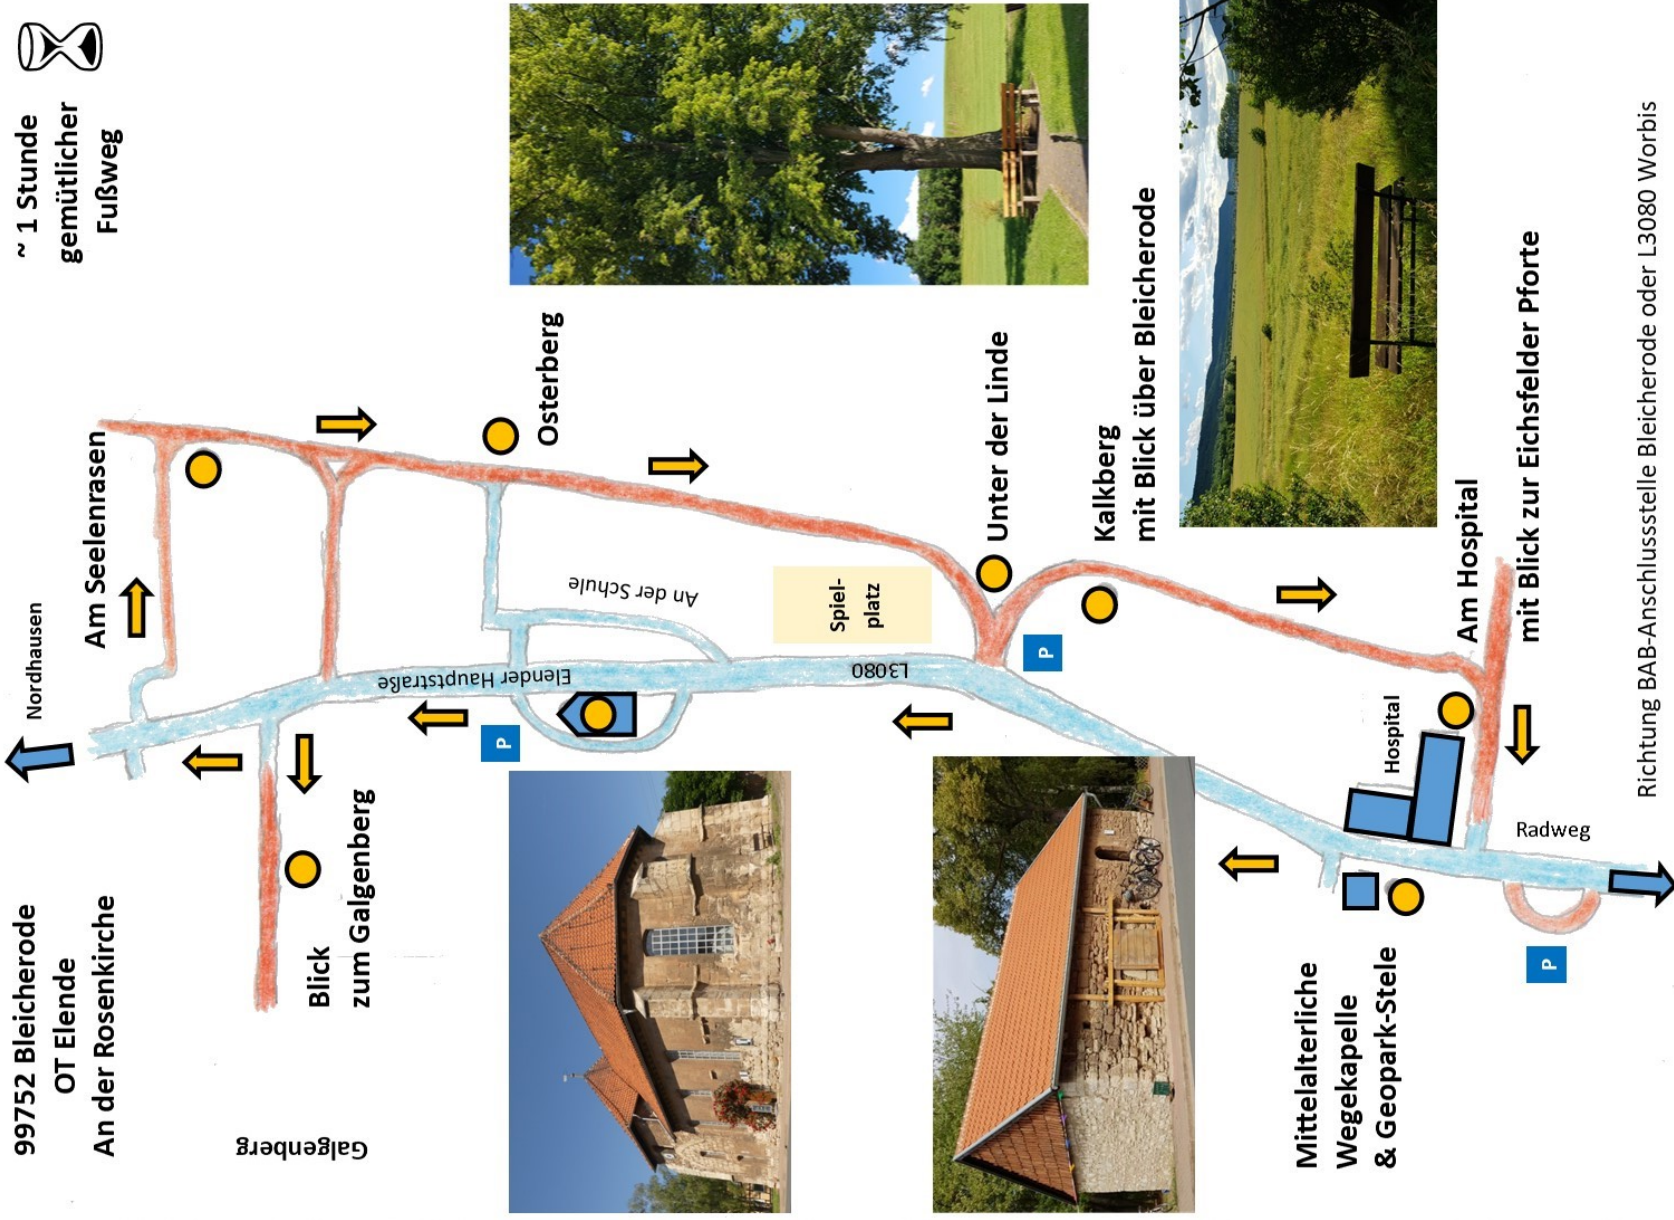 99752 Bleicherode
OT Elende
An der Rosenkirche
~ 1 Stunde
gemütlicher
Fußweg
Nordhausen
Am Seelenrasen
Blick
zum Galgenberg
Galgenberg
Elender Hauptstraße
P
An der Schule
Osterberg
Spiel-
platz
L3080
Unter der Linde
P
Kalkberg
mit Blick über Bleicherode
Mittelalterliche
Wegekapelle
& Geopark-Stele
Hospital
Am Hospital
mit Blick zur Eichsfelder Pforte
Radweg
P
Richtung BAB-Anschlussstelle Bleicherode oder L3080 Worbis